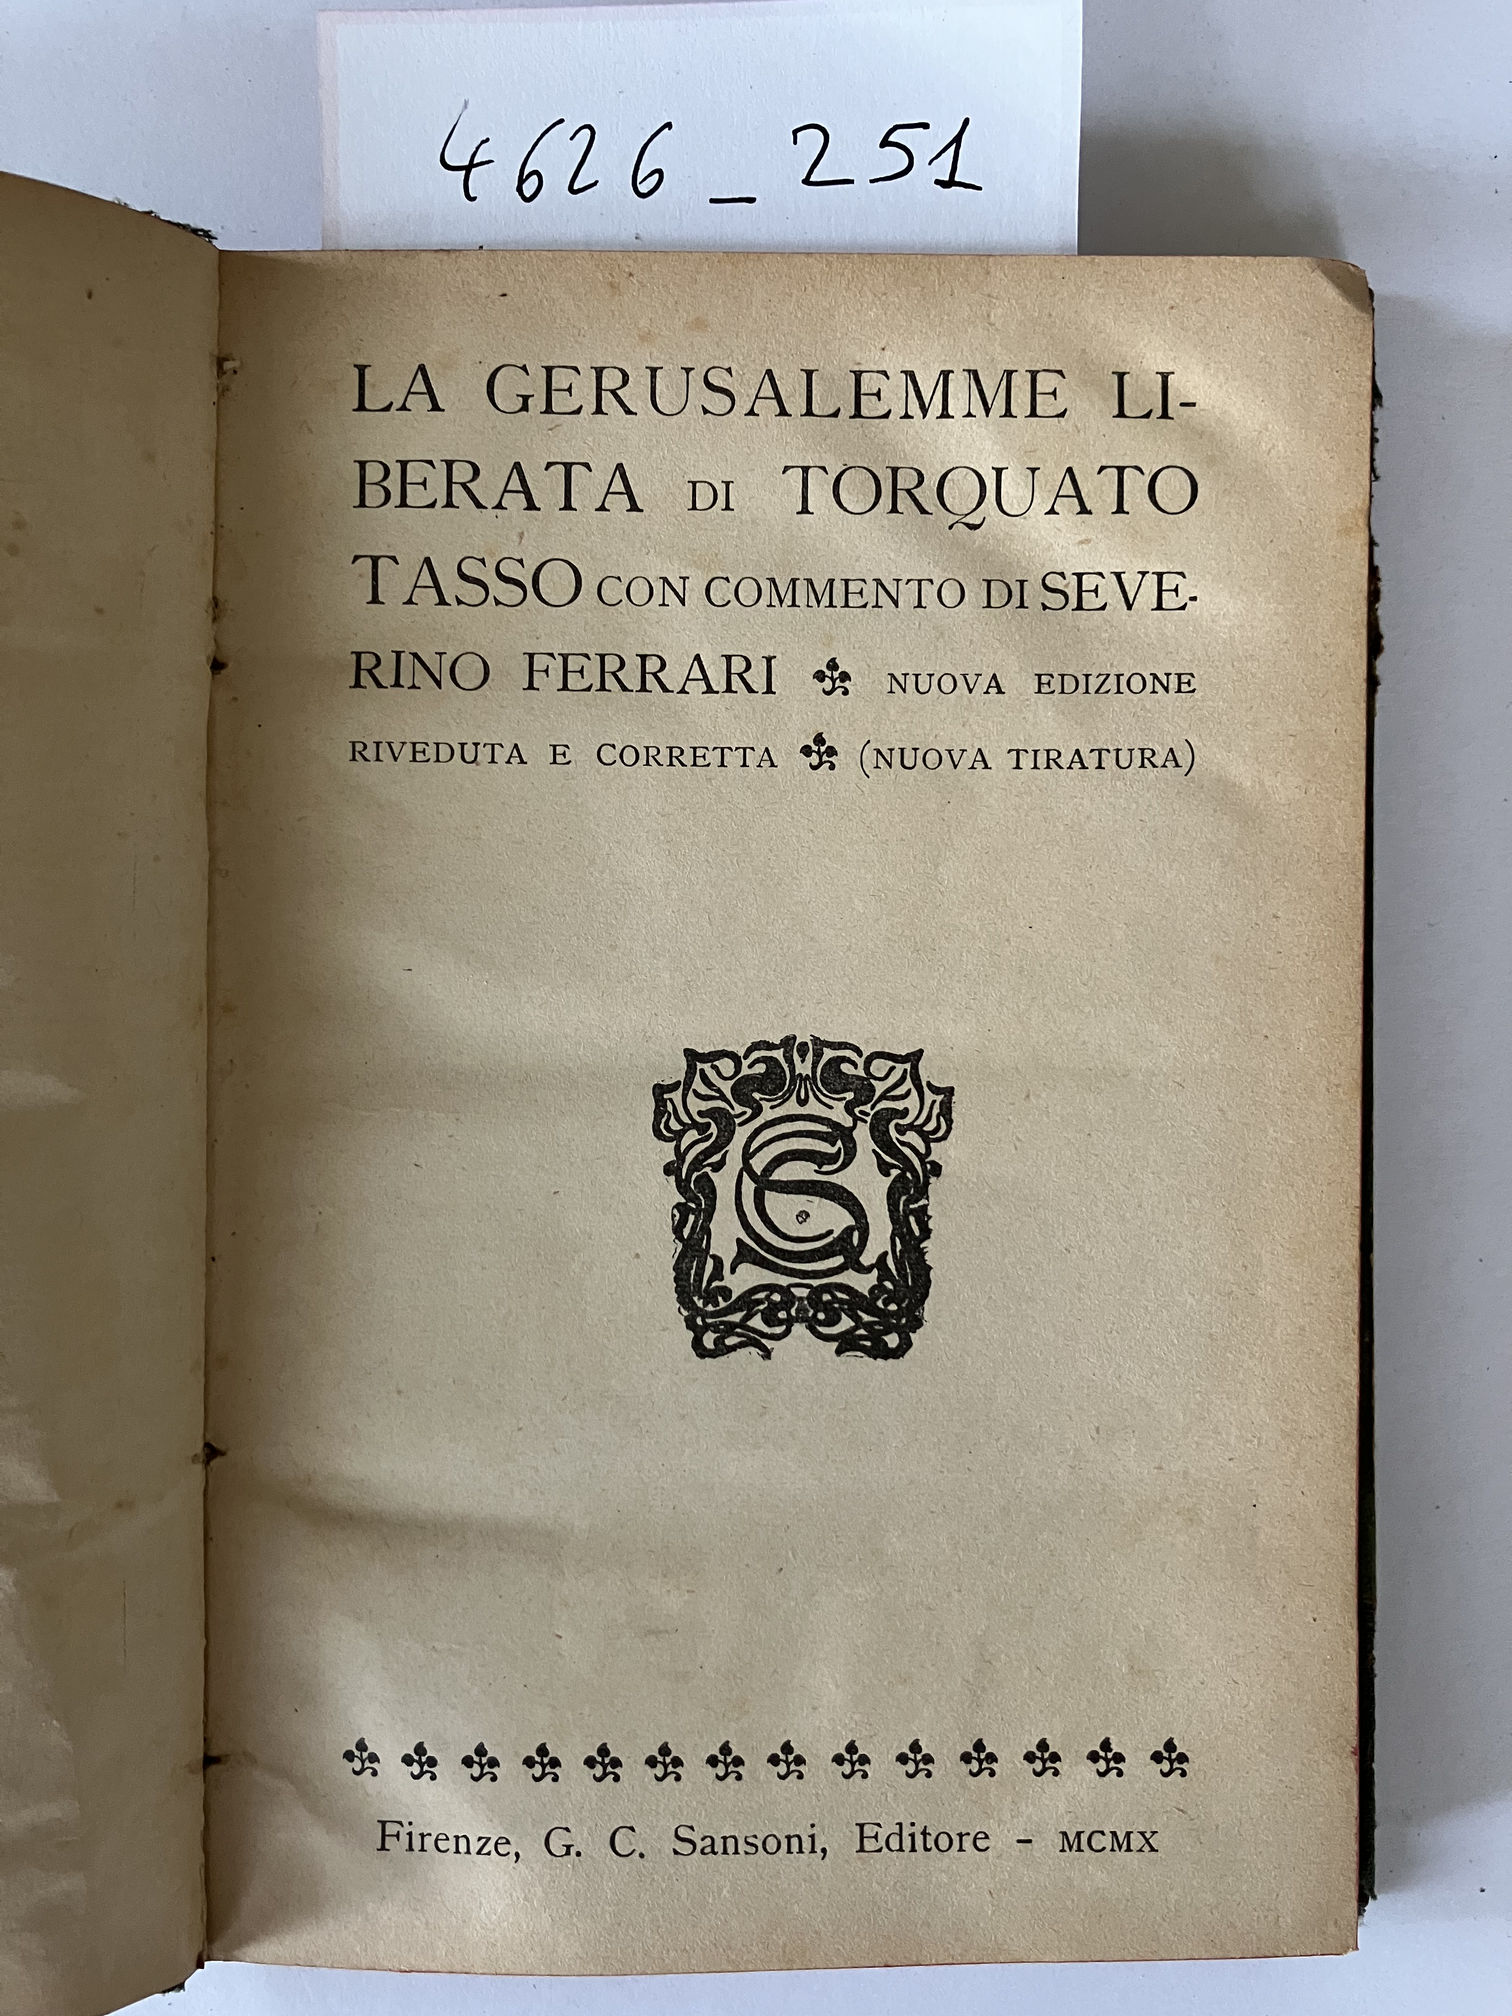 4626_251
LA GERUSALEMME LI-
BERATA DI TORQUATO
TASSO CON COMMENTO DI SEVE-
RINO FERRARI NUOVA EDIZIONE
RIVEDUTA E CORRETTA (NUOVA TIRATURA)
Firenze, G. C. Sansoni, Editore - MCMX